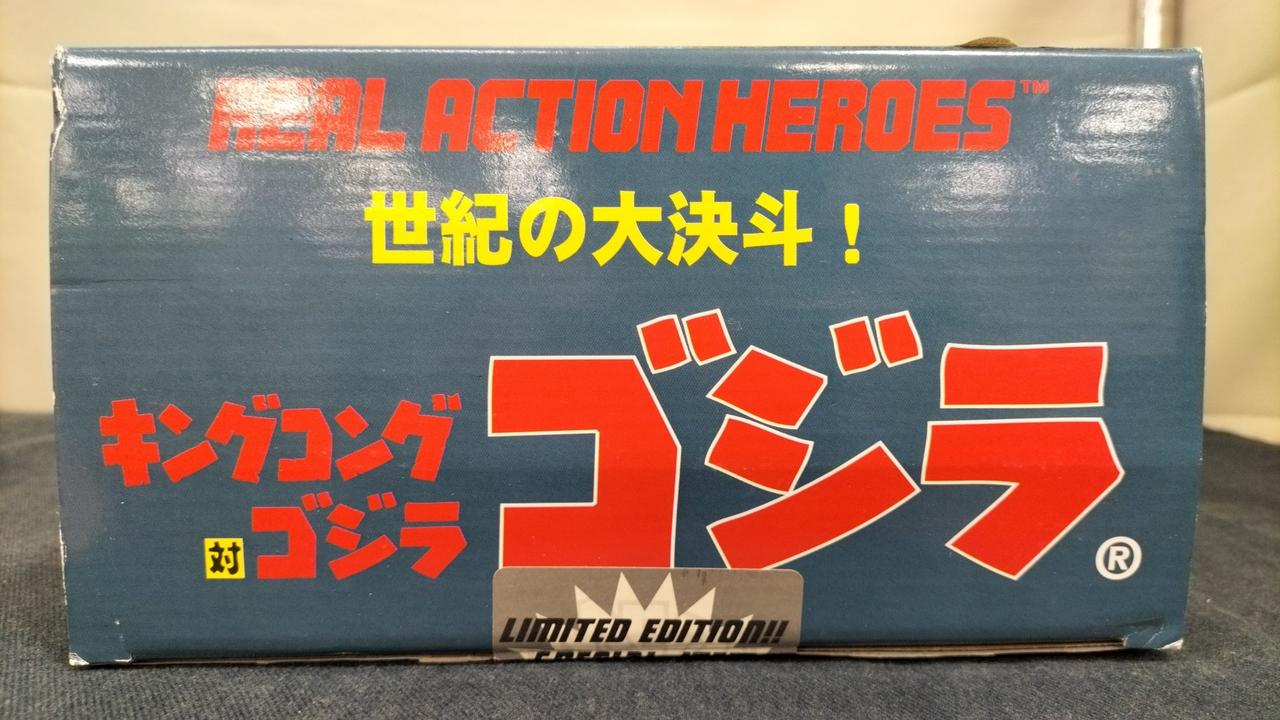 REAL ACTION HEROES™
世紀の大決斗！
キングコング
対ゴジラ
ゴジラ®
LIMITED EDITION!!